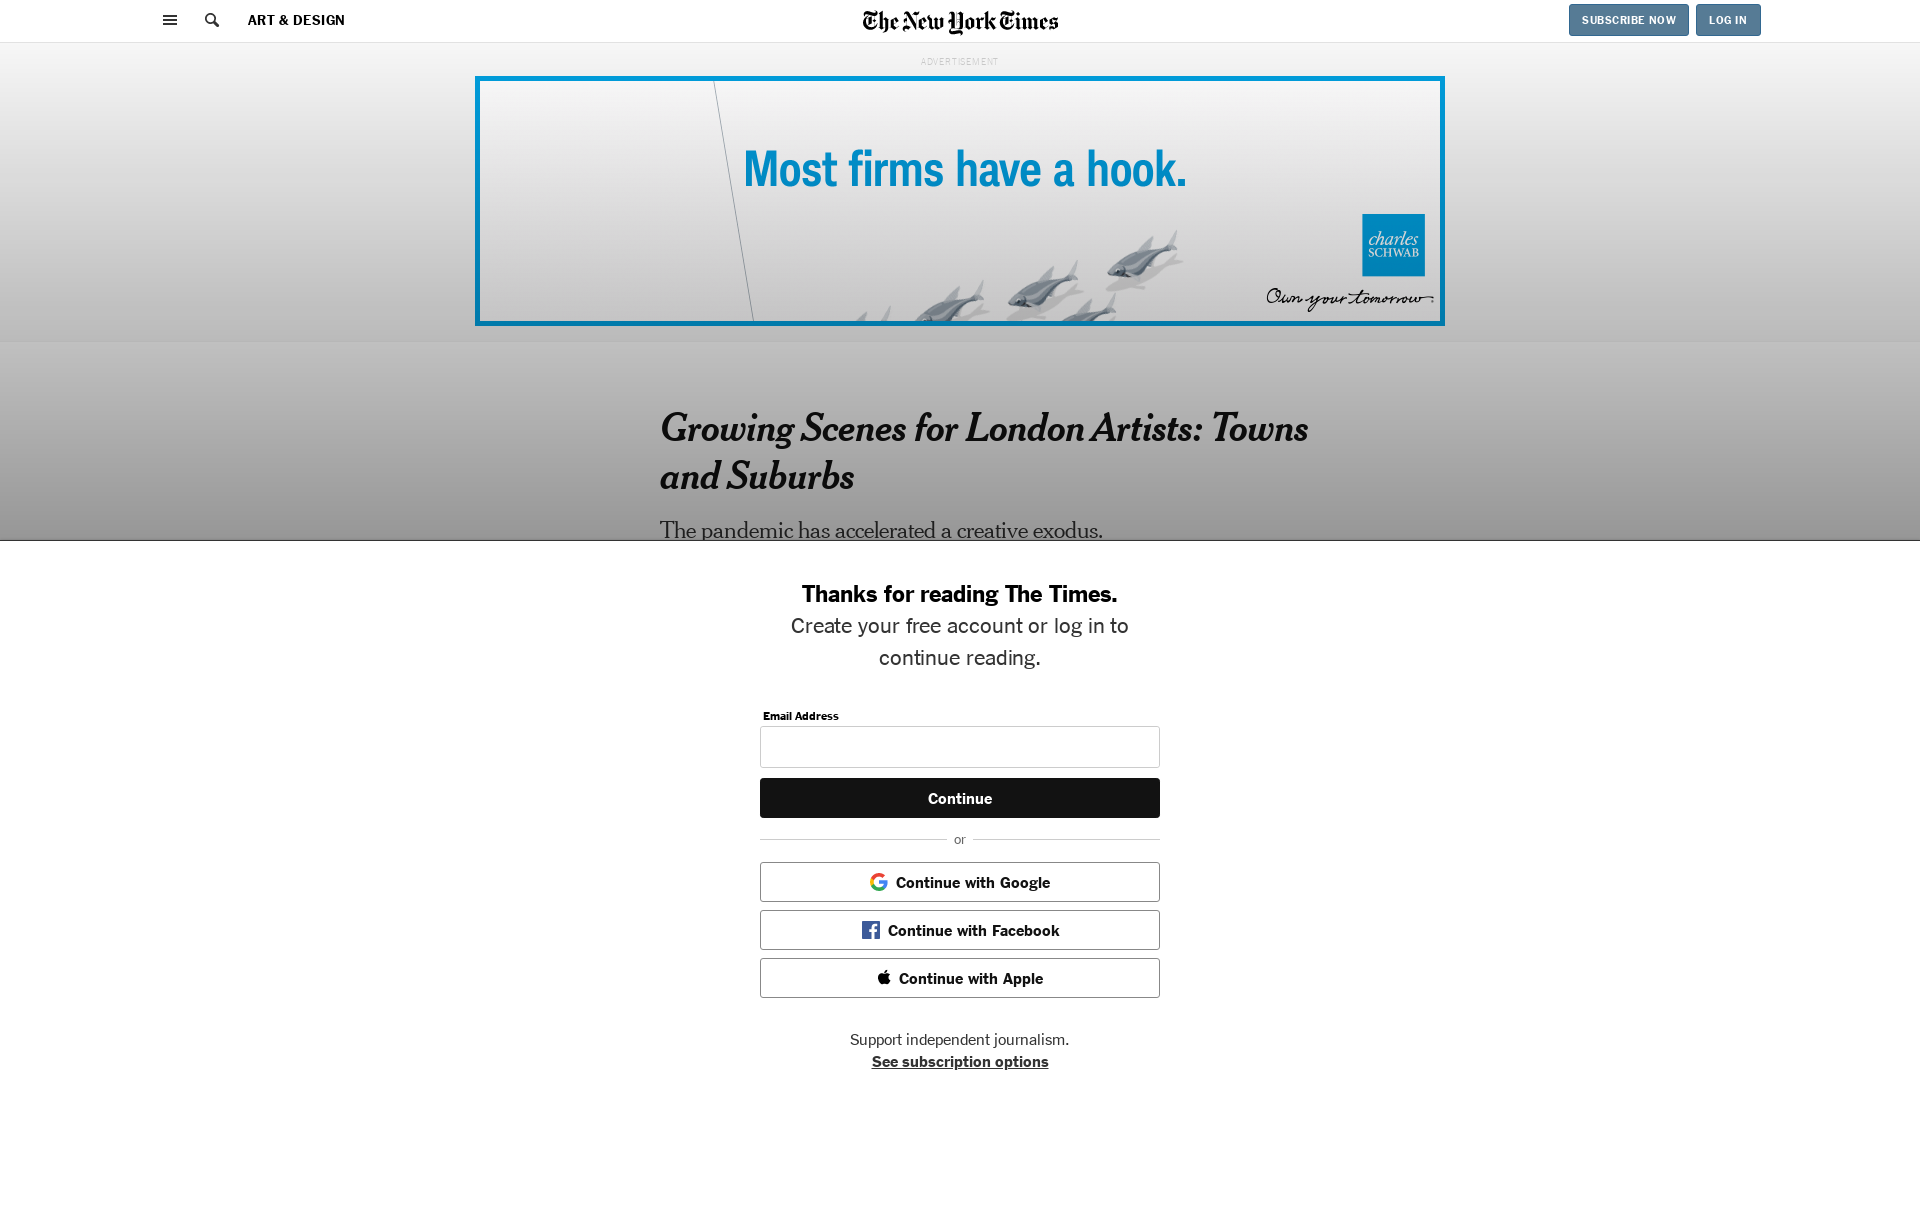 ART & DESIGN
The New York Times
SUBSCRIBE NOW
LOG IN
ADVERTISEMENT
Most firms have a hook.
charles
SCHWAB
Own your tomorrow
Growing Scenes for London Artists: Towns
and Suburbs
The pandemic has accelerated a creative exodus.
Thanks for reading The Times.
Create your free account or log in to
continue reading.
Email Address
Continue
or
Continue with Google
Continue with Facebook
Continue with Apple
Support independent journalism.
See subscription options